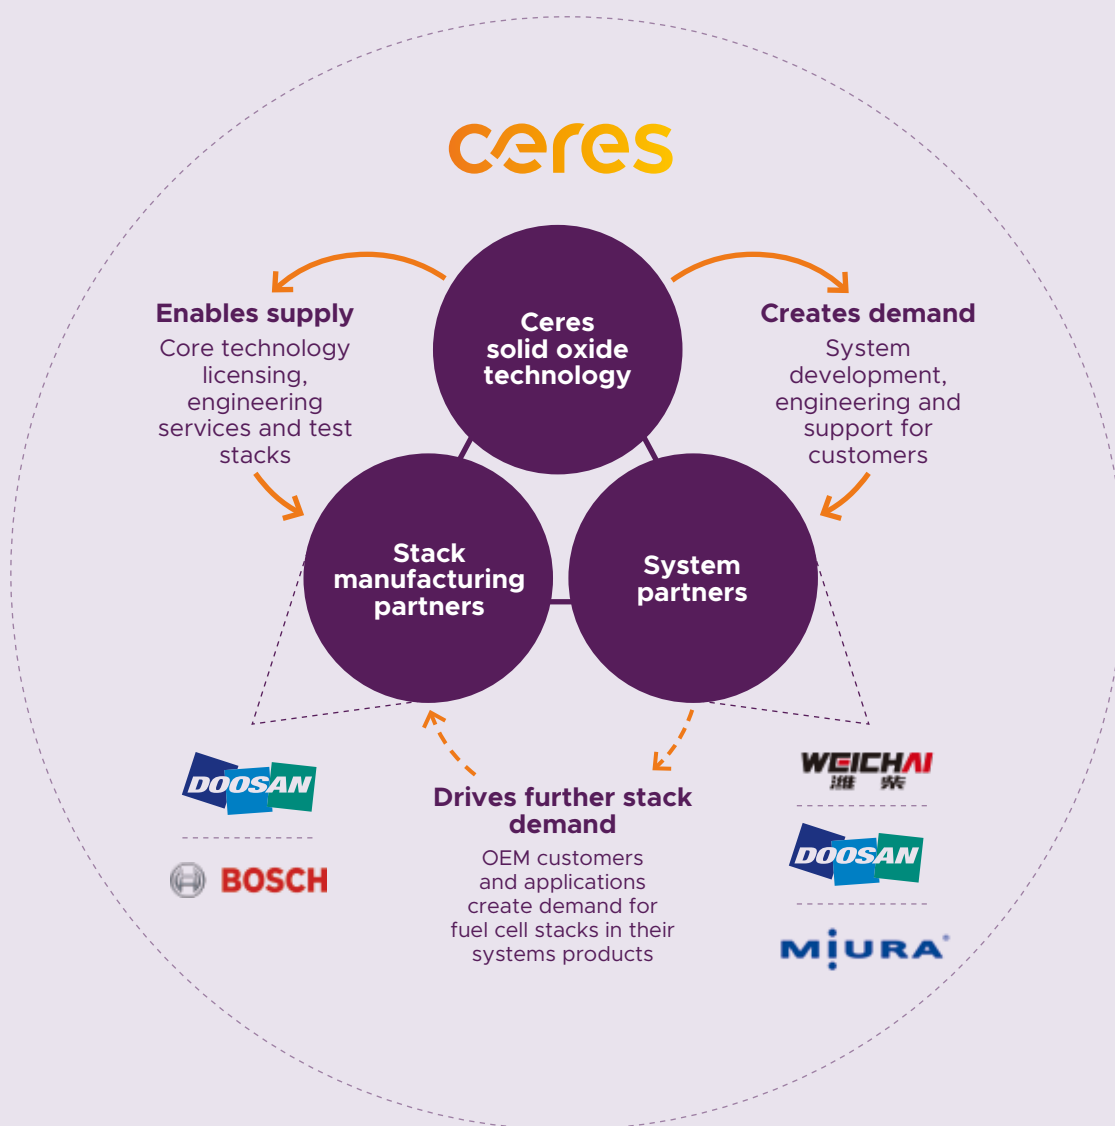 ceres
Ceres
solid oxide
technology
Enables supply
Core technology
licensing,
engineering
services and test
stacks
Creates demand
System
development,
engineering and
support for
customers
Stack
manufacturing
partners
System
partners
DOOSAN
BOSCH
Drives further stack
demand
OEM customers
and applications
create demand for
fuel cell stacks in their
systems products
WEICHAI
潍柴
DOOSAN
MIURA